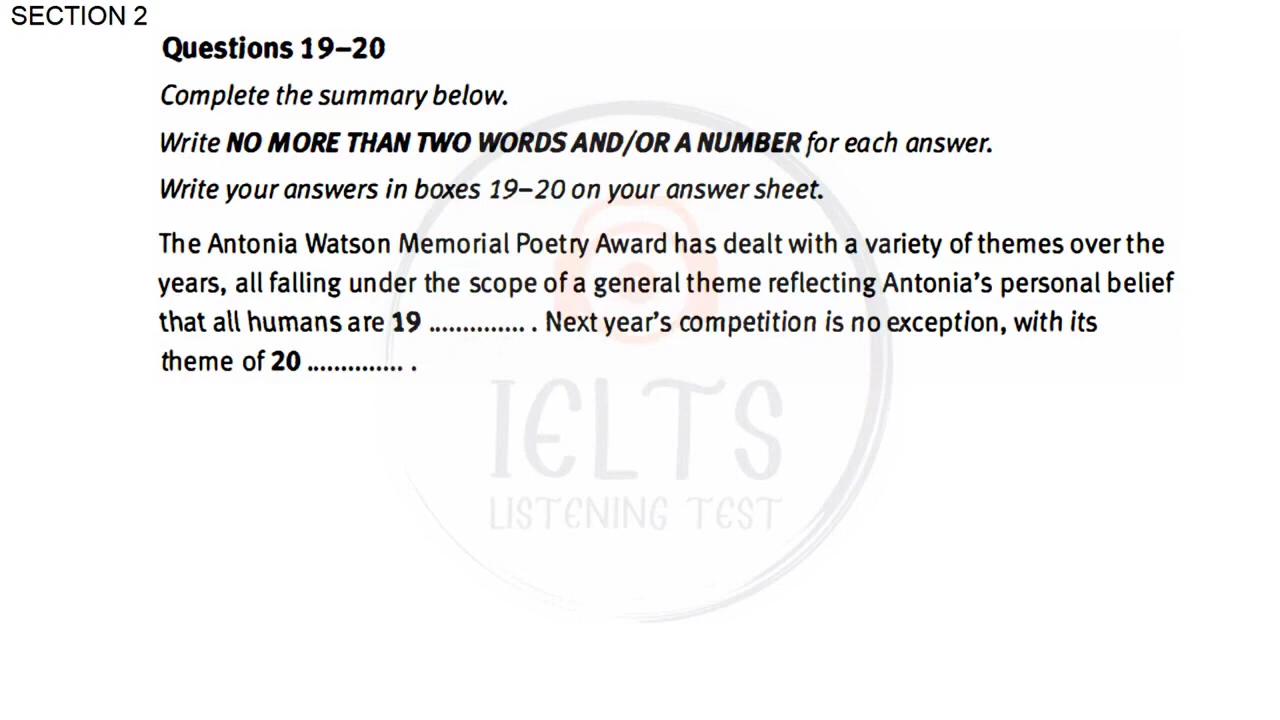 SECTION 2
Questions 19–20
Complete the summary below.
Write NO MORE THAN TWO WORDS AND/OR A NUMBER for each answer.
Write your answers in boxes 19–20 on your answer sheet.
The Antonia Watson Memorial Poetry Award has dealt with a variety of themes over the
years, all falling under the scope of a general theme reflecting Antonia’s personal belief
that all humans are 19 .............. . Next year’s competition is no exception, with its
theme of 20 .............. .
IELTS
LISTENING TEST